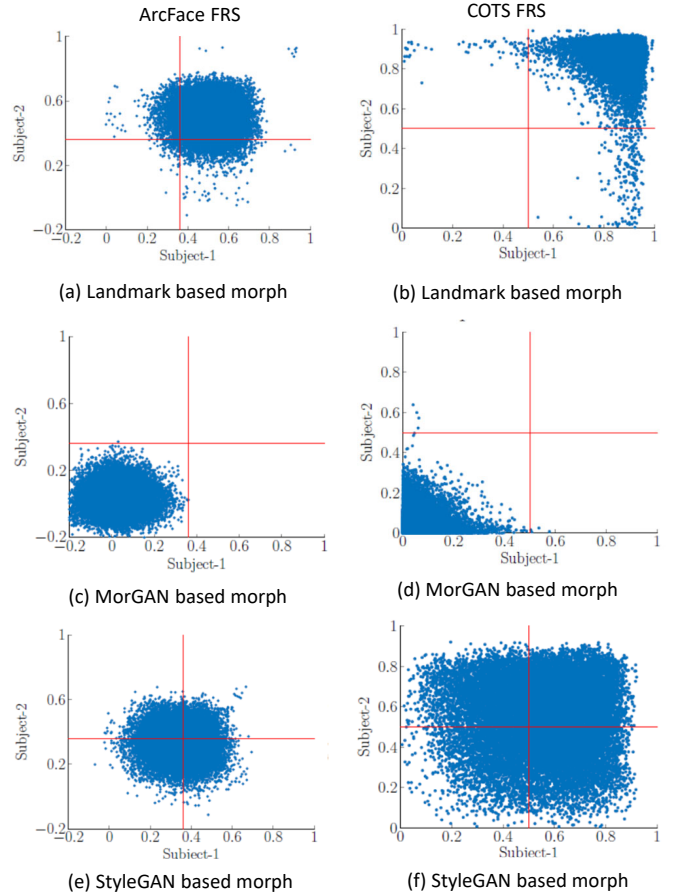 ArcFace FRS
COTS FRS
1
0.6
0.2
−0.2
−0.2 0 0.2 0.4 0.6 0.8 1
Subject-2
Subject-1
(a) Landmark based morph
1
0.8
0.6
0.4
0.2
0
0 0.2 0.4 0.6 0.8 1
Subject-2
Subject-1
(b) Landmark based morph
1
0.6
0.2
−0.2
−0.2 0 0.2 0.4 0.6 0.8 1
Subject-2
Subject-1
(c) MorGAN based morph
1
0.8
0.6
0.4
0.2
0
0 0.2 0.4 0.6 0.8 1
Subject-2
Subject-1
(d) MorGAN based morph
1
0.6
0.2
−0.2
−0.2 0 0.2 0.4 0.6 0.8 1
Subject-2
Subject-1
(e) StyleGAN based morph
1
0.8
0.6
0.4
0.2
0
0 0.2 0.4 0.6 0.8 1
Subject-2
Subject-1
(f) StyleGAN based morph